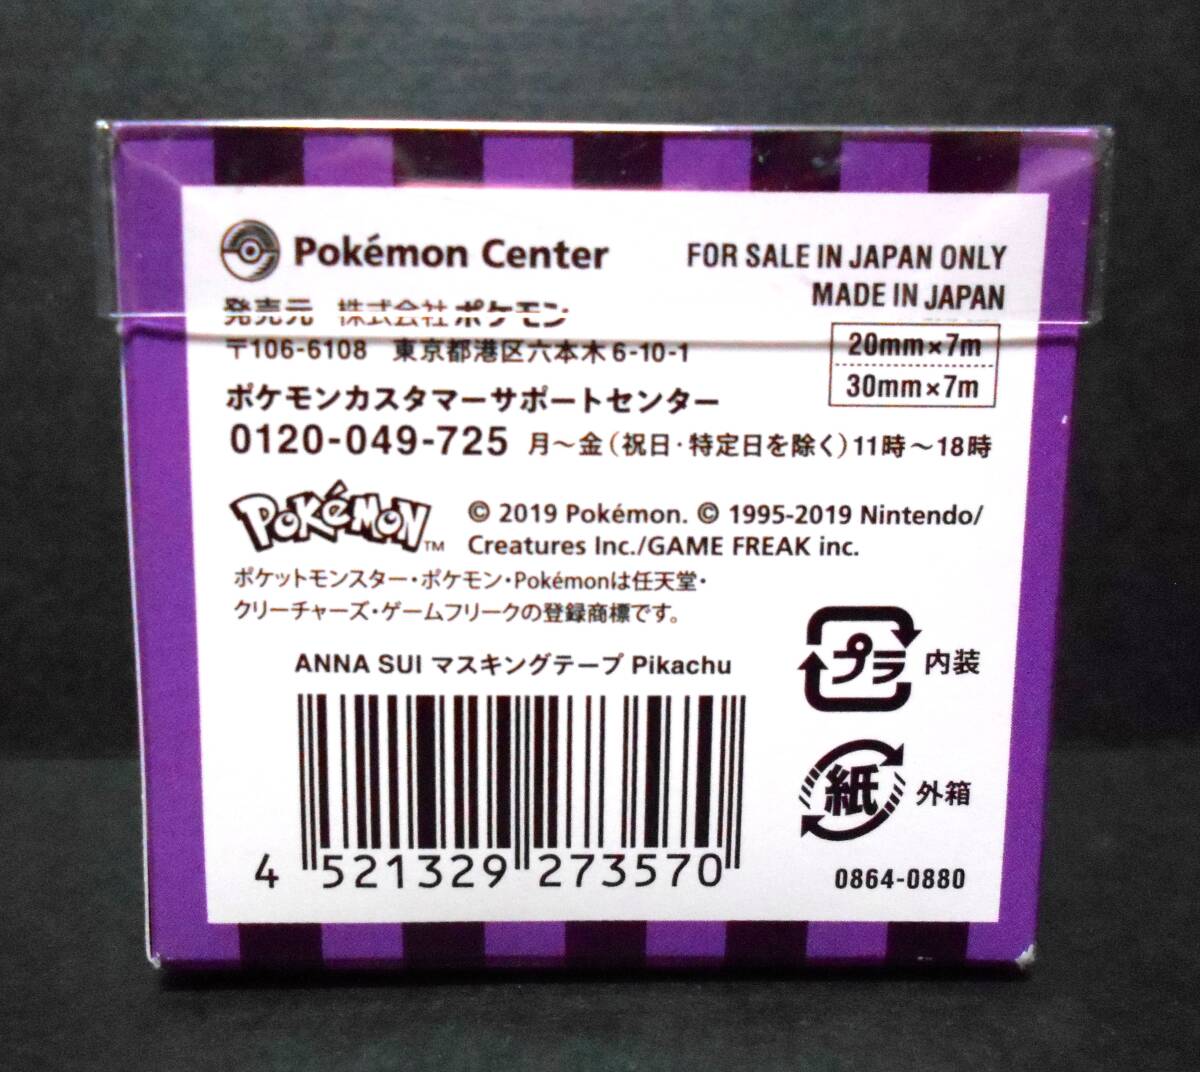 Pokémon Center
FOR SALE IN JAPAN ONLY
MADE IN JAPAN
発売元 株式会社ポケモン
〒106-6108 東京都港区六本木6-10-1
20mm×7m
30mm×7m
ポケモンカスタマーサポートセンター
0120-049-725 月～金(祝日・特定日を除く)11時～18時
POKéMON™
© 2019 Pokémon. © 1995-2019 Nintendo/
Creatures Inc./GAME FREAK inc.
ポケットモンスター・ポケモン・Pokémonは任天堂・
クリーチャーズ・ゲームフリークの登録商標です。
ANNA SUI マスキングテープ Pikachu
プラ 内装
紙 外箱
4 521329 273570
0864-0880